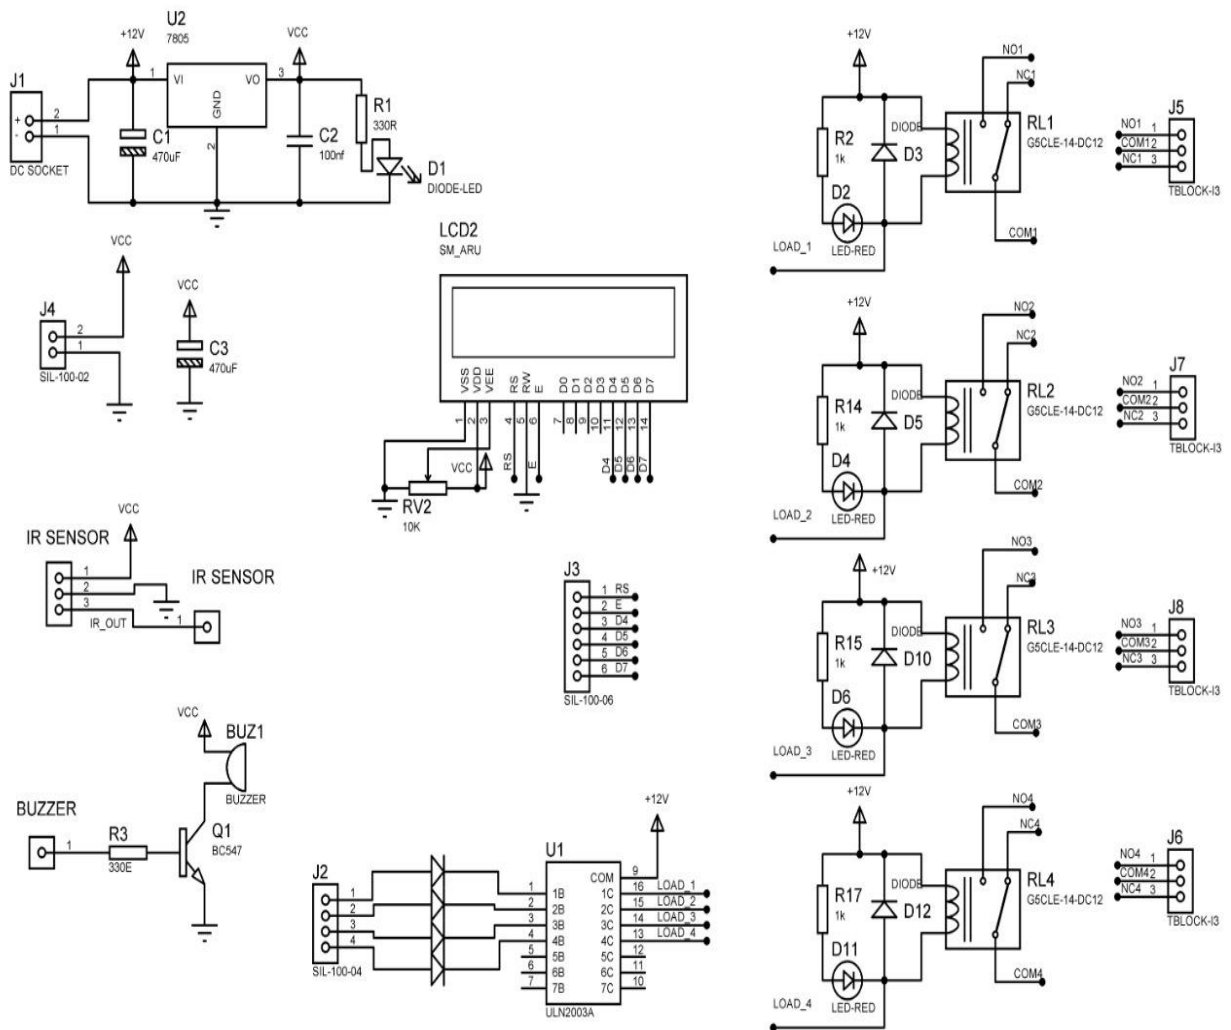 U2
7805
+12V
VCC
J1
1
VI
VO
3
GND
2
2
1
+
-
DC SOCKET
C1
470uF
C2
100nf
R1
330R
D1
DIODE-LED
VCC
J4
2
1
SIL-100-02
VCC
C3
470uF
LCD2
SM_ARU
VSS
VDD
VEE
RS
RW
E
D0
D1
D2
D3
D4
D5
D6
D7
1
2
3
4
5
6
7
8
9
10
11
12
13
14
RS
E
D4
D5
D6
D7
VCC
RV2
10K
VCC
IR SENSOR
1
2
3
IR_OUT
IR SENSOR
1
J3
1 RS
2 E
3 D4
4 D5
5 D6
6 D7
SIL-100-06
VCC
BUZ1
BUZZER
BUZZER
1
R3
330E
Q1
BC547
J2
1
2
3
4
SIL-100-04
+12V
U1
COM 9
1 1B 1C 16 LOAD_1
2 2B 2C 15 LOAD_2
3 3B 3C 14 LOAD_3
4 4B 4C 13 LOAD_4
5 5B 5C 12
6 6B 6C 11
7 7B 7C 10
ULN2003A
+12V
NO1
NC1
R2
1k
DIODE
D3
RL1
G5CLE-14-DC12
D2
LED-RED
LOAD_1
COM1
J5
NO1 1
COM1 2
NC1 3
TBLOCK-I3
+12V
NO2
NC2
R14
1k
DIODE
D5
RL2
G5CLE-14-DC12
D4
LED-RED
LOAD_2
COM2
J7
NO2 1
COM2 2
NC2 3
TBLOCK-I3
+12V
NO3
R15
1k
DIODE
D10
RL3
G5CLE-14-DC12
D6
LED-RED
LOAD_3
COM3
J8
NO3 1
COM3 2
NC3 3
TBLOCK-I3
+12V
NO4
NC4
R17
1k
DIODE
D12
RL4
G5CLE-14-DC12
D11
LED-RED
LOAD_4
COM4
J6
NO4 1
COM4 2
NC4 3
TBLOCK-I3